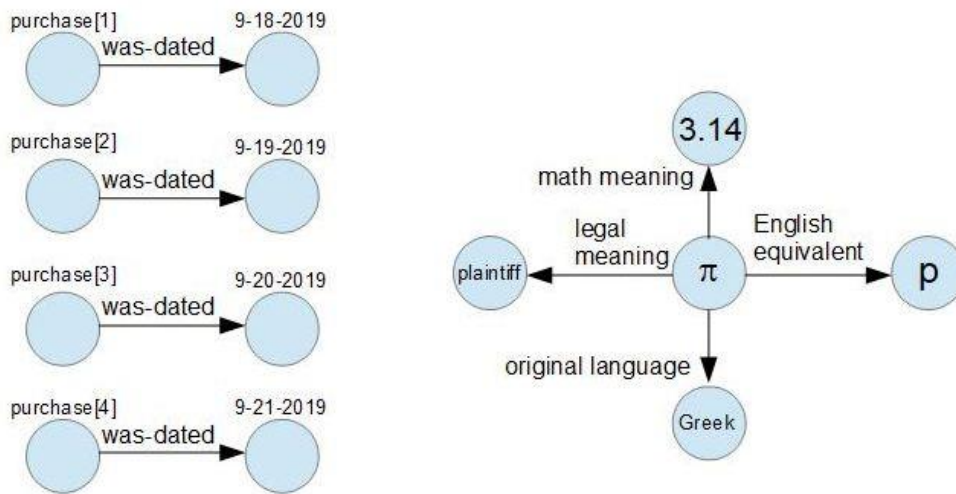 purchase[1]
9-18-2019
was-dated
purchase[2]
9-19-2019
was-dated
purchase[3]
9-20-2019
was-dated
purchase[4]
9-21-2019
was-dated
3.14
math meaning
legal
meaning
English
equivalent
plaintiff
π
p
original language
Greek